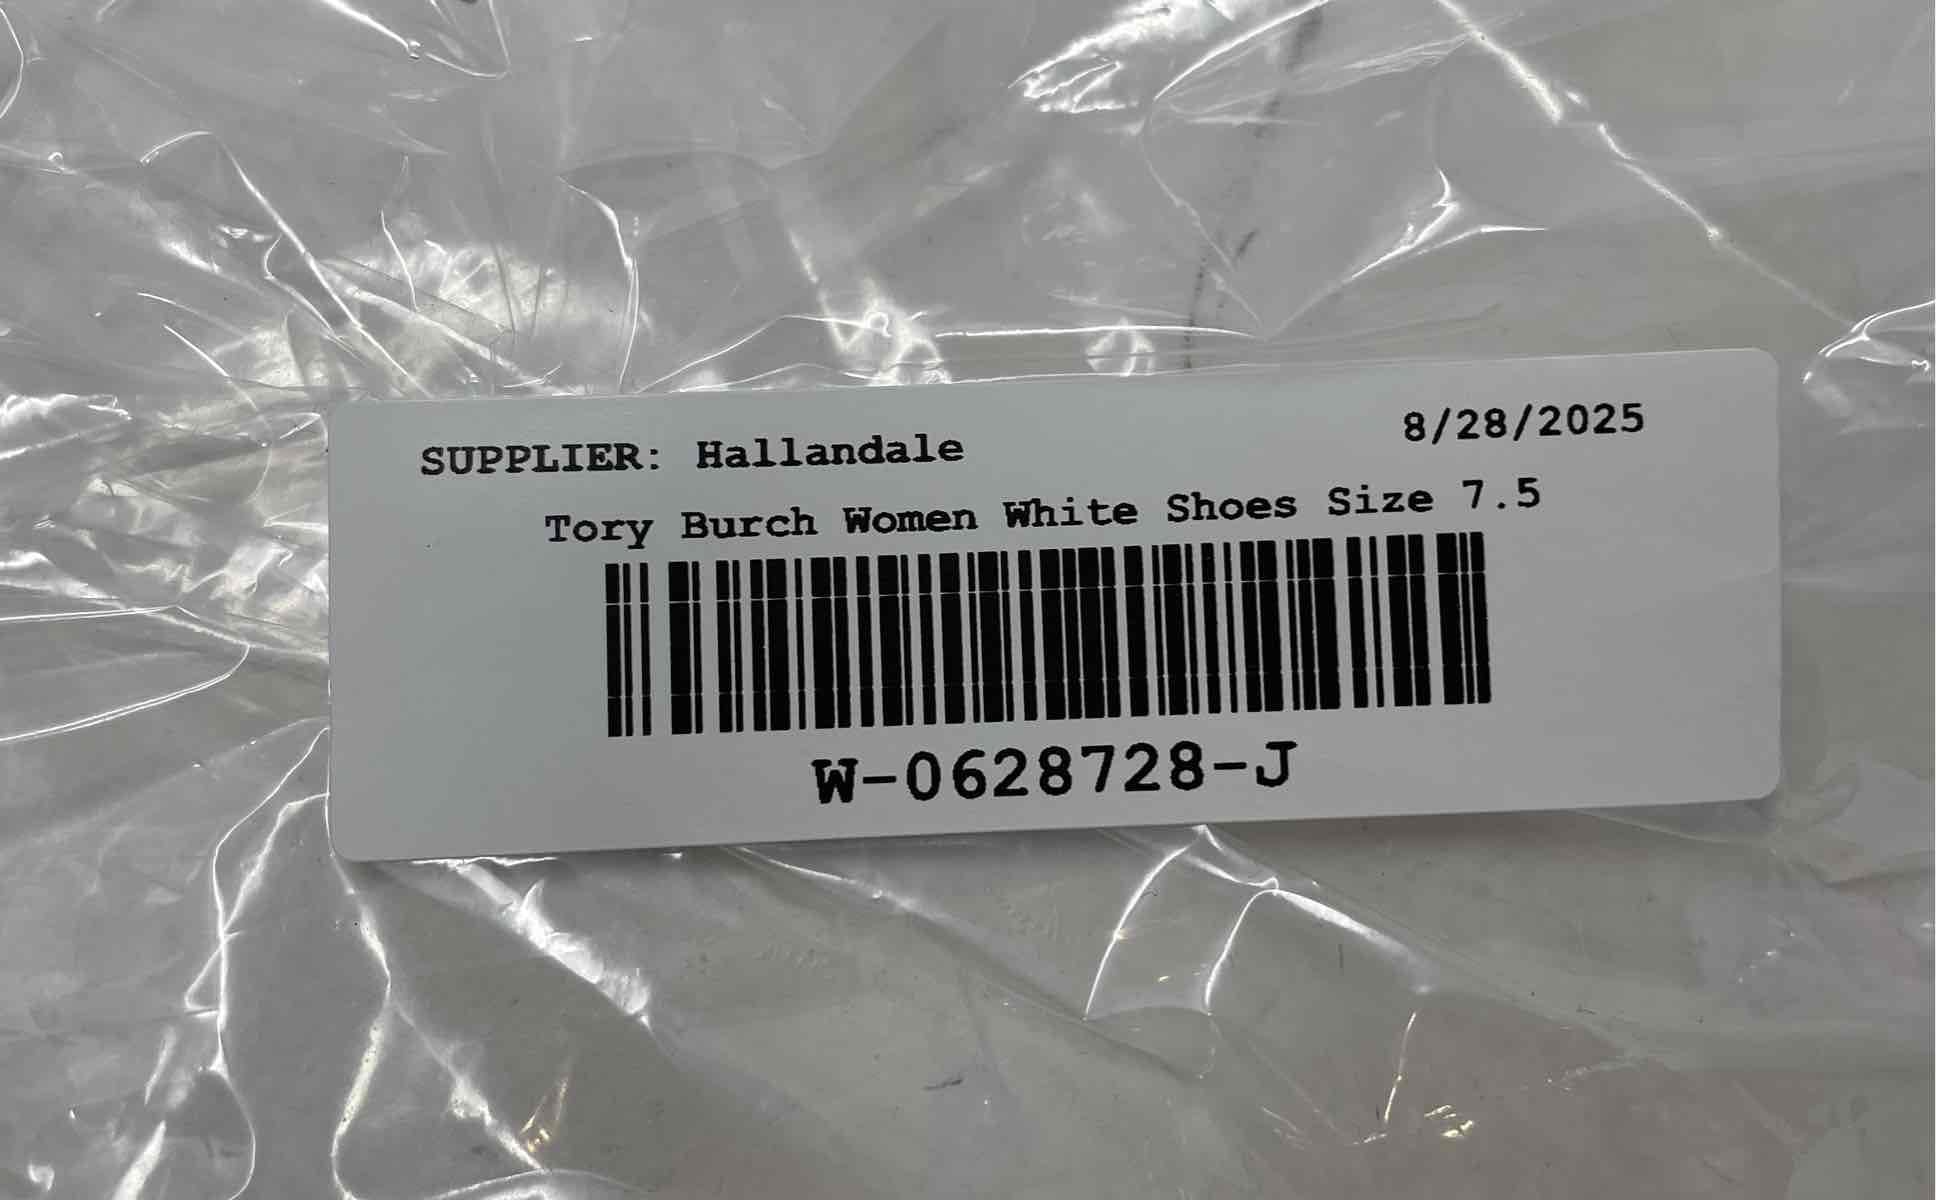 SUPPLIER: Hallandale 8/28/2025
Tory Burch Women White Shoes Size 7.5
W-0628728-J